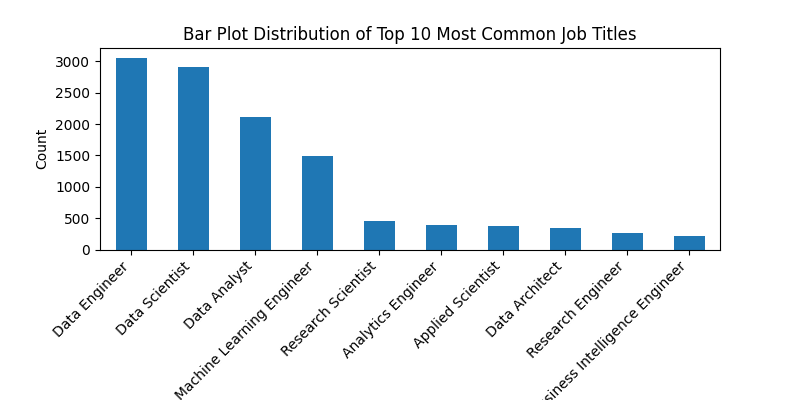 Bar Plot Distribution of Top 10 Most Common Job Titles
Count
3000
2500
2000
1500
1000
500
0
Data Engineer
Data Scientist
Data Analyst
Machine Learning Engineer
Research Scientist
Analytics Engineer
Applied Scientist
Data Architect
Research Engineer
Intelligence Engineer